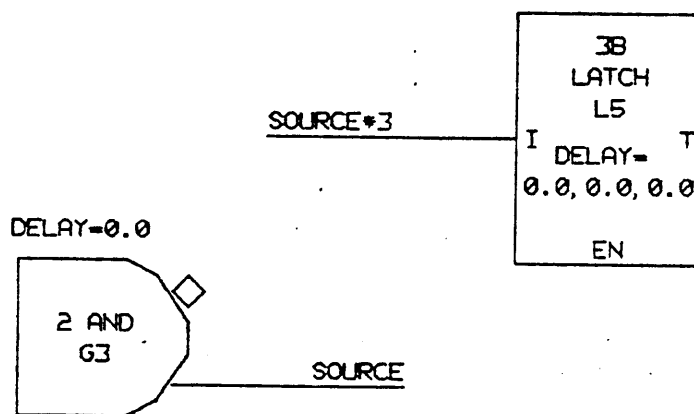 3B
LATCH
L5
SOURCE*3
I T
DELAY=
0.0, 0.0, 0.0
EN
DELAY=0.0
2 AND
G3
SOURCE